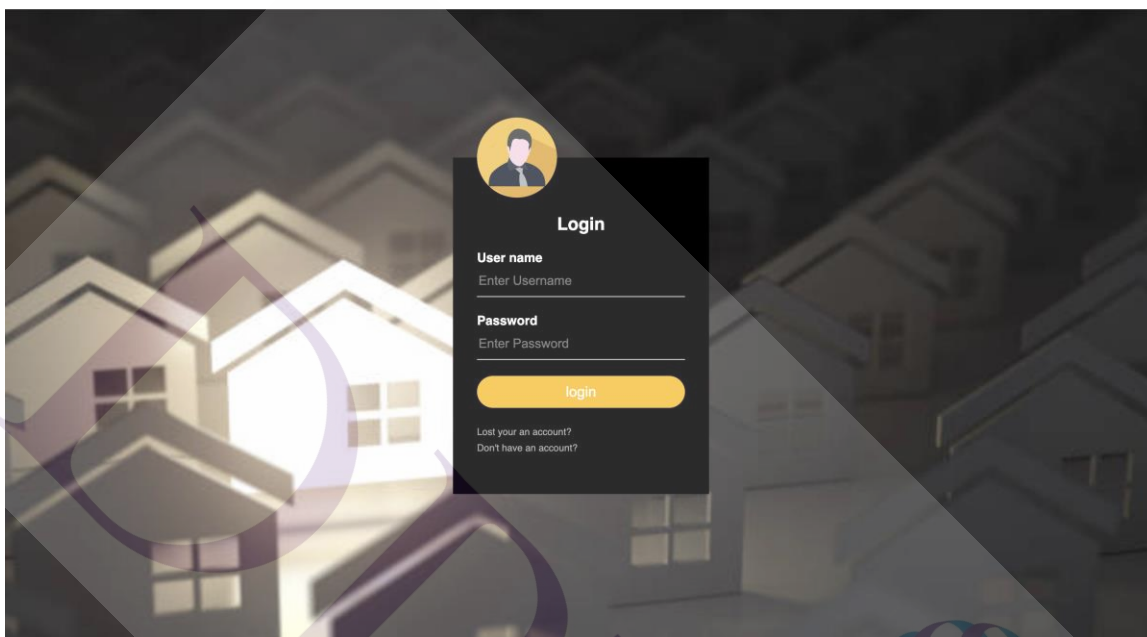 Login
User name
Enter Username
Password
Enter Password
login
Lost your an account?
Don't have an account?